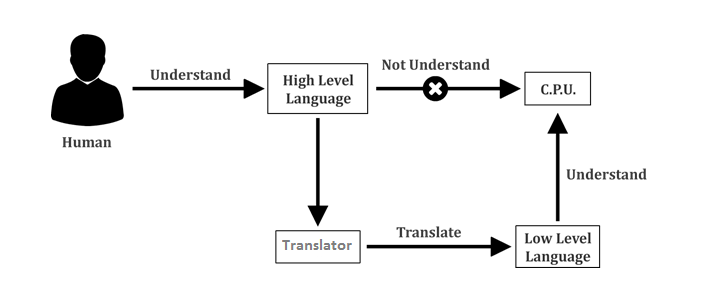 Understand
High Level
Language
Not Understand
C.P.U.
Human
Understand
Translator
Translate
Low Level
Language